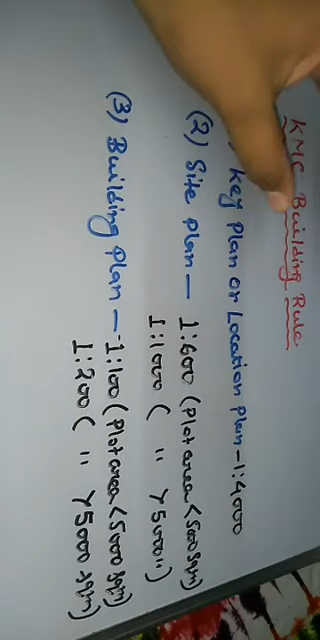 KMC Building Rule
) Key Plan or Location plan - 1:4000
(2) Site plan - 1:600 (Plot area < 500 sqm)
1:1000 ( " > 5000 " )
(3) Building plan - 1:100 (Plot area < 5000 sqm)
1:200 ( " > 5000 sqm)